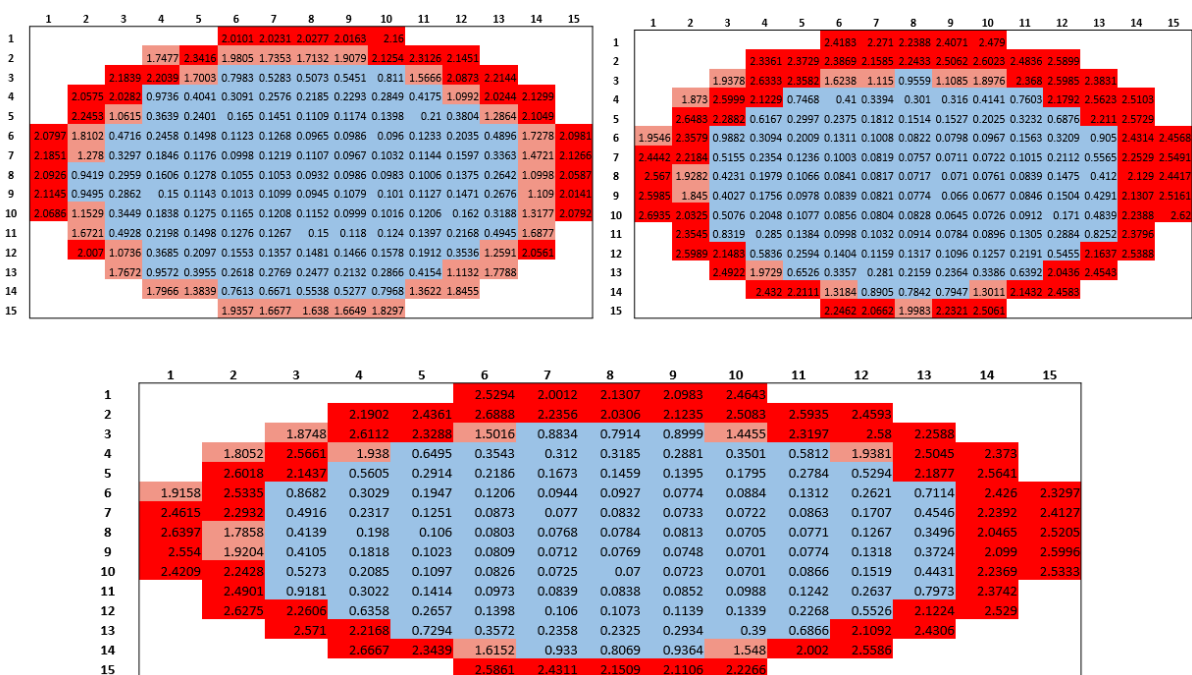 1 2 3 4 5 6 7 8 9 10 11 12 13 14 15
1 2.0101 2.0231 2.0277 2.0163 2.16
2 1.7477 2.3416 1.9805 1.7353 1.7132 1.9079 2.1254 2.3126 2.1451
3 2.1839 2.2039 1.7003 0.7983 0.5283 0.5073 0.5451 0.811 1.5666 2.0873 2.2144
4 2.0575 2.0282 0.9736 0.4041 0.3091 0.2576 0.2185 0.2293 0.2849 0.4175 1.0992 2.0244 2.1299
5 2.2453 1.0615 0.3639 0.2401 0.165 0.1451 0.1109 0.1174 0.1398 0.21 0.3804 1.2864 2.1049
6 2.0797 1.8102 0.4716 0.2458 0.1498 0.1123 0.1268 0.0965 0.086 0.096 0.1233 0.2035 0.4896 1.7278 2.0981
7 2.1851 1.278 0.3297 0.1846 0.1176 0.0998 0.1219 0.1107 0.0967 0.1032 0.1144 0.1597 0.3363 1.4721 2.1266
8 2.0926 0.9419 0.2959 0.1606 0.1278 0.1055 0.1053 0.0932 0.0986 0.0983 0.1006 0.1375 0.2642 1.0998 2.0587
9 2.1145 0.9495 0.2862 0.15 0.1143 0.1013 0.1099 0.0945 0.1079 0.101 0.1127 0.1471 0.2676 1.109 2.0141
10 2.0686 1.1529 0.3449 0.1838 0.1275 0.1165 0.1208 0.1152 0.0999 0.1016 0.1206 0.162 0.3188 1.3177 2.0792
11 1.6721 0.4928 0.2198 0.1498 0.1276 0.1267 0.15 0.118 0.124 0.1397 0.2168 0.4945 1.6877
12 2.007 1.0736 0.3685 0.2097 0.1553 0.1357 0.1481 0.1466 0.1578 0.1912 0.3536 1.2591 2.0561
13 1.7672 0.9572 0.3955 0.2618 0.2769 0.2477 0.2132 0.2866 0.4154 1.1132 1.7788
14 1.7966 1.3839 0.7613 0.6671 0.5538 0.5277 0.7968 1.3622 1.8455
15 1.9357 1.6677 1.638 1.6649 1.8297
1 2 3 4 5 6 7 8 9 10 11 12 13 14 15
1 2.4183 2.271 2.2388 2.4071 2.479
2 2.3361 2.3729 2.3869 2.1585 2.2433 2.5062 2.6023 2.4836 2.5899
3 1.9378 2.6333 2.3582 1.6238 1.115 0.9559 1.1085 1.8976 2.368 2.5985 2.3831
4 1.873 2.5999 2.1229 0.7468 0.41 0.3394 0.301 0.316 0.4141 0.7603 2.1792 2.5623 2.5103
5 2.6483 2.2882 0.6167 0.2997 0.2375 0.1812 0.1514 0.1527 0.2025 0.3232 0.6876 2.211 2.5729
6 1.9546 2.3579 0.9882 0.3094 0.2009 0.1311 0.1008 0.0822 0.0798 0.0967 0.1563 0.3209 0.905 2.4314 2.4568
7 2.4442 2.2184 0.5155 0.2354 0.1236 0.1003 0.0819 0.0757 0.0711 0.0722 0.1015 0.2112 0.5565 2.2529 2.5491
8 2.567 1.9282 0.4231 0.1979 0.1066 0.0841 0.0817 0.0717 0.071 0.0761 0.0839 0.1475 0.412 2.129 2.4417
9 2.5985 1.845 0.4027 0.1756 0.0978 0.0839 0.0821 0.0774 0.066 0.0677 0.0846 0.1504 0.4291 2.1307 2.5161
10 2.6935 2.0325 0.5076 0.2048 0.1077 0.0856 0.0804 0.0828 0.0645 0.0726 0.0912 0.171 0.4839 2.2388 2.62
11 2.3545 0.8319 0.285 0.1384 0.0998 0.1032 0.0914 0.0784 0.0896 0.1305 0.2884 0.8252 2.3796
12 2.5989 2.1483 0.5836 0.2594 0.1404 0.1159 0.1317 0.1096 0.1257 0.2191 0.5455 2.1637 2.5388
13 2.4922 1.9729 0.6526 0.3357 0.281 0.2159 0.2364 0.3386 0.6392 2.0436 2.4543
14 2.432 2.2111 1.3184 0.8905 0.7842 0.7947 1.3011 2.1432 2.4583
15 2.2462 2.0662 1.9983 2.2321 2.5061
1 2 3 4 5 6 7 8 9 10 11 12 13 14 15
1 2.5294 2.0012 2.1307 2.0983 2.4643
2 2.1902 2.4361 2.6888 2.2356 2.0306 2.1235 2.5083 2.5935 2.4593
3 1.8748 2.6112 2.3288 1.5016 0.8834 0.7914 0.8999 1.4455 2.3197 2.58 2.2588
4 1.8052 2.5661 1.938 0.6495 0.3543 0.312 0.3185 0.2881 0.3501 0.5812 1.9381 2.5045 2.373
5 2.6018 2.1437 0.5605 0.2914 0.2186 0.1673 0.1459 0.1395 0.1795 0.2784 0.5294 2.1877 2.5641
6 1.9158 2.5335 0.8682 0.3029 0.1947 0.1206 0.0944 0.0927 0.0774 0.0884 0.1312 0.2621 0.7114 2.426 2.3297
7 2.4615 2.2932 0.4916 0.2317 0.1251 0.0873 0.077 0.0832 0.0733 0.0722 0.0863 0.1707 0.4546 2.2392 2.4127
8 2.6397 1.7858 0.4139 0.198 0.106 0.0803 0.0768 0.0784 0.0813 0.0705 0.0771 0.1267 0.3496 2.0465 2.5205
9 2.554 1.9204 0.4105 0.1818 0.1023 0.0809 0.0712 0.0769 0.0748 0.0701 0.0774 0.1318 0.3724 2.099 2.5996
10 2.4209 2.2428 0.5273 0.2085 0.1097 0.0826 0.0725 0.07 0.0723 0.0701 0.0866 0.1519 0.4431 2.2369 2.5333
11 2.4901 0.9181 0.3022 0.1414 0.0973 0.0839 0.0838 0.0852 0.0988 0.1242 0.2637 0.7973 2.3742
12 2.6275 2.2606 0.6358 0.2657 0.1398 0.106 0.1073 0.1139 0.1339 0.2268 0.5526 2.1224 2.529
13 2.571 2.2168 0.7294 0.3572 0.2358 0.2325 0.2934 0.39 0.6866 2.1092 2.4306
14 2.6667 2.3439 1.6152 0.933 0.8069 0.9364 1.548 2.002 2.5586
15 2.5861 2.4311 2.1509 2.1106 2.2266